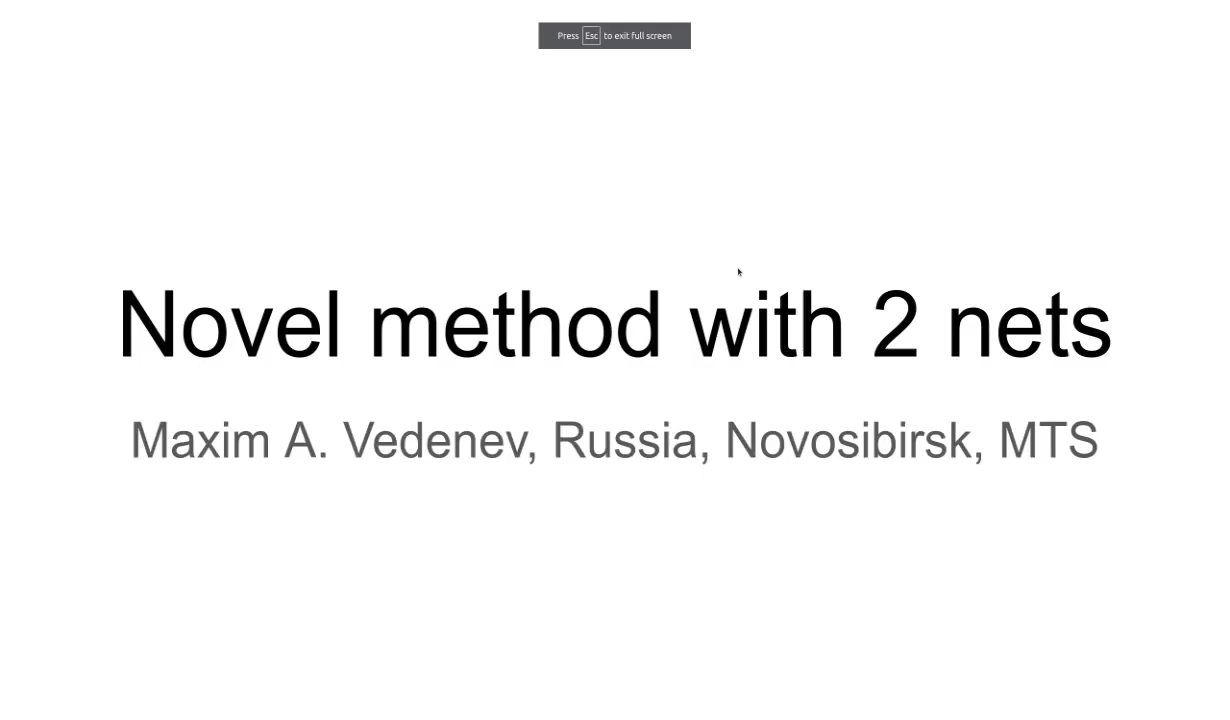 Press Esc to exit full screen
Novel method with 2 nets
Maxim A. Vedenev, Russia, Novosibirsk, MTS